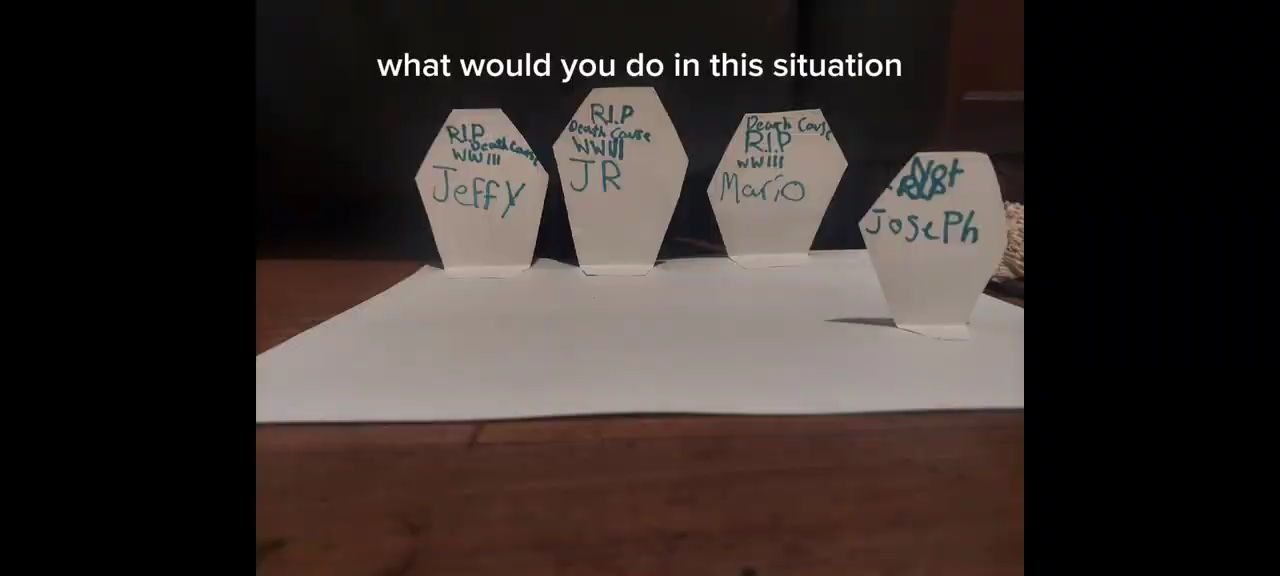 what would you do in this situation
R.I.P
Death Cause
WWIII
Jeffy
R.I.P
Death Cause
WWIII
JR
Death Cause
R.I.P
WWIII
Mario
Not
JosePh